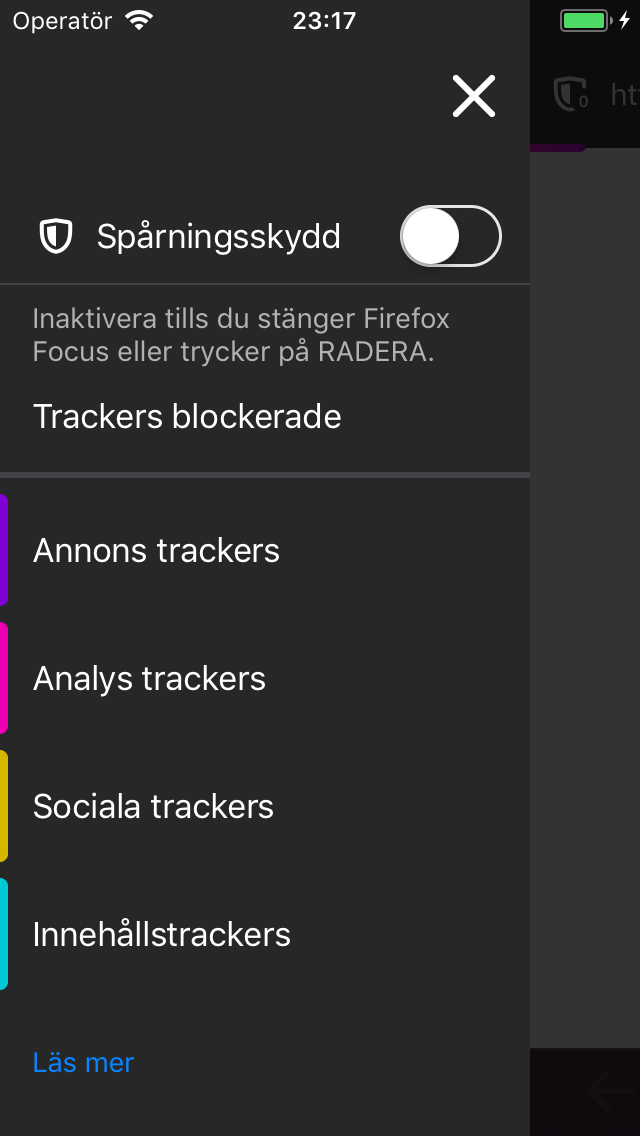 Operatör 23:17
0 ht
Spårningsskydd
Inaktivera tills du stänger Firefox
Focus eller trycker på RADERA.
Trackers blockerade
Annons trackers
Analys trackers
Sociala trackers
Innehållstrackers
Läs mer